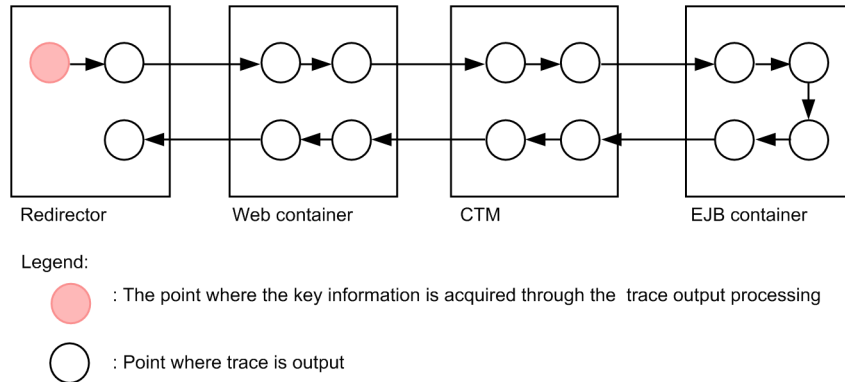 Redirector
Web container
CTM
EJB container
Legend:
: The point where the key information is acquired through the trace output processing
: Point where trace is output